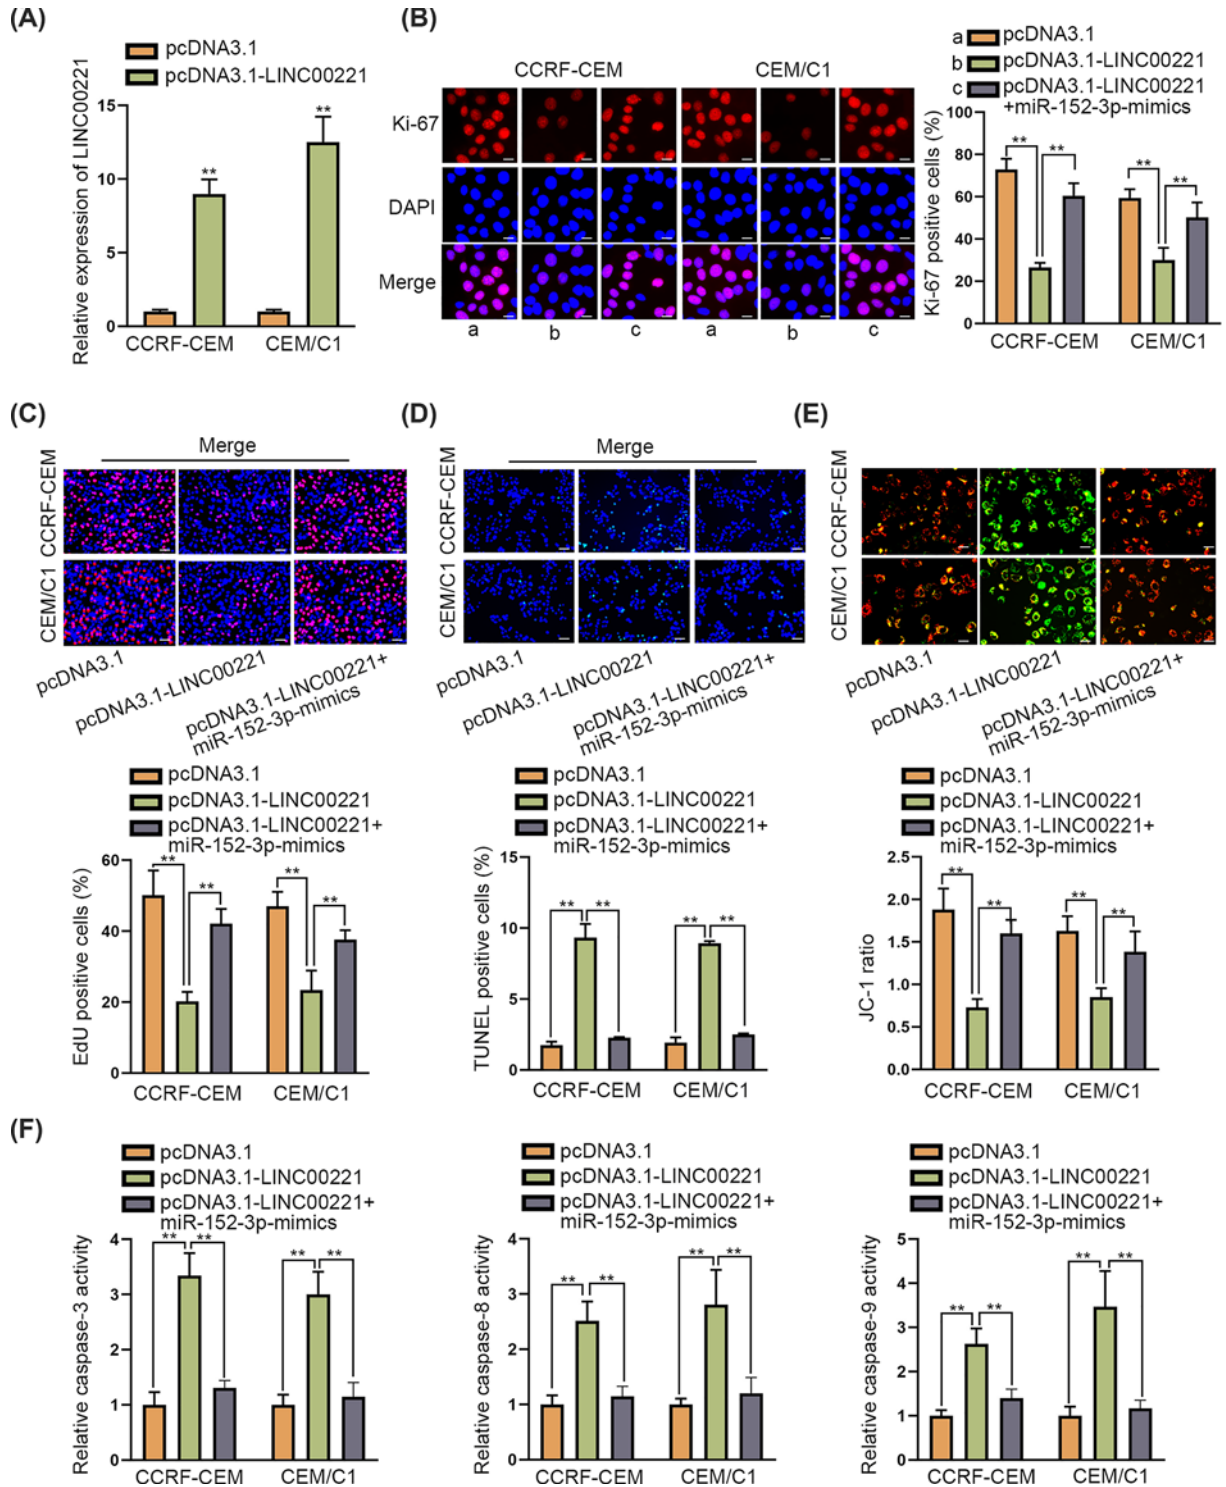 (A)
pcDNA3.1
pcDNA3.1-LINC00221
Relative expression of LINC00221
15
10
5
0
**
**
CCRF-CEM
CEM/C1
(B)
CCRF-CEM
CEM/C1
Ki-67
DAPI
Merge
a
b
c
a
b
c
a pcDNA3.1
b pcDNA3.1-LINC00221
c pcDNA3.1-LINC00221
+miR-152-3p-mimics
Ki-67 positive cells (%)
100
80
60
40
20
0
**
**
**
**
CCRF-CEM
CEM/C1
(C)
Merge
CCRF-CEM
CEM/C1
pcDNA3.1
pcDNA3.1-LINC00221
pcDNA3.1-LINC00221+
miR-152-3p-mimics
pcDNA3.1
pcDNA3.1-LINC00221
pcDNA3.1-LINC00221+
miR-152-3p-mimics
EdU positive cells (%)
60
40
20
0
**
**
**
**
CCRF-CEM
CEM/C1
(D)
Merge
CCRF-CEM
CEM/C1
pcDNA3.1
pcDNA3.1-LINC00221
pcDNA3.1-LINC00221+
miR-152-3p-mimics
pcDNA3.1
pcDNA3.1-LINC00221
pcDNA3.1-LINC00221+
miR-152-3p-mimics
TUNEL positive cells (%)
15
10
5
0
**
**
**
**
CCRF-CEM
CEM/C1
(E)
CCRF-CEM
CEM/C1
pcDNA3.1
pcDNA3.1-LINC00221
pcDNA3.1-LINC00221+
miR-152-3p-mimics
pcDNA3.1
pcDNA3.1-LINC00221
pcDNA3.1-LINC00221+
miR-152-3p-mimics
JC-1 ratio
2.5
2.0
1.5
1.0
0.5
0.0
**
**
**
**
CCRF-CEM
CEM/C1
(F)
pcDNA3.1
pcDNA3.1-LINC00221
pcDNA3.1-LINC00221+
miR-152-3p-mimics
Relative caspase-3 activity
4
3
2
1
0
**
**
**
**
CCRF-CEM
CEM/C1
pcDNA3.1
pcDNA3.1-LINC00221
pcDNA3.1-LINC00221+
miR-152-3p-mimics
Relative caspase-8 activity
4
3
2
1
0
**
**
**
**
CCRF-CEM
CEM/C1
pcDNA3.1
pcDNA3.1-LINC00221
pcDNA3.1-LINC00221+
miR-152-3p-mimics
Relative caspase-9 activity
5
4
3
2
1
0
**
**
**
**
CCRF-CEM
CEM/C1